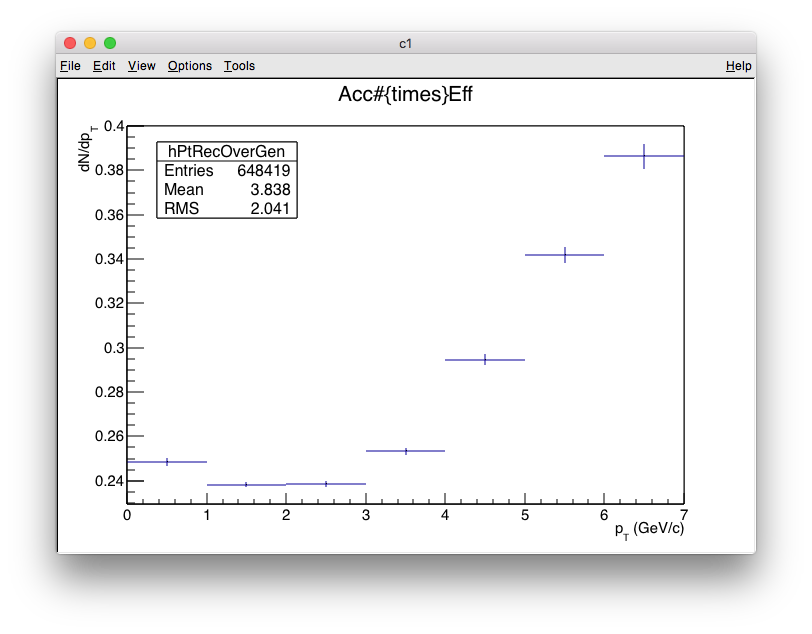 c1
File Edit View Options Tools Help
Acc#{times}Eff
dN/dpT
0.4
0.38
0.36
0.34
0.32
0.3
0.28
0.26
0.24
hPtRecOverGen
Entries 648419
Mean 3.838
RMS 2.041
0 1 2 3 4 5 6 7
pT (GeV/c)